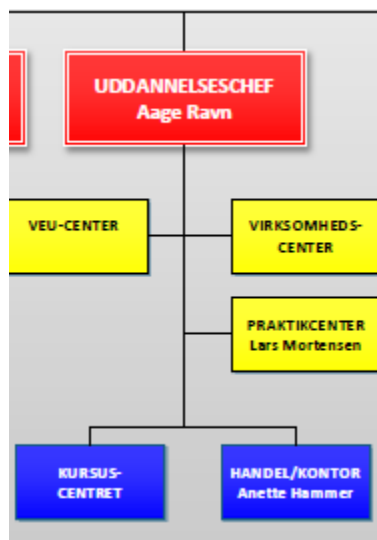 UDDANNELSESCHEF
Aage Ravn
VEU-CENTER
VIRKSOMHEDS-
CENTER
PRAKTIKCENTER
Lars Mortensen
KURSUS-
CENTRET
HANDEL/KONTOR
Anette Hammer